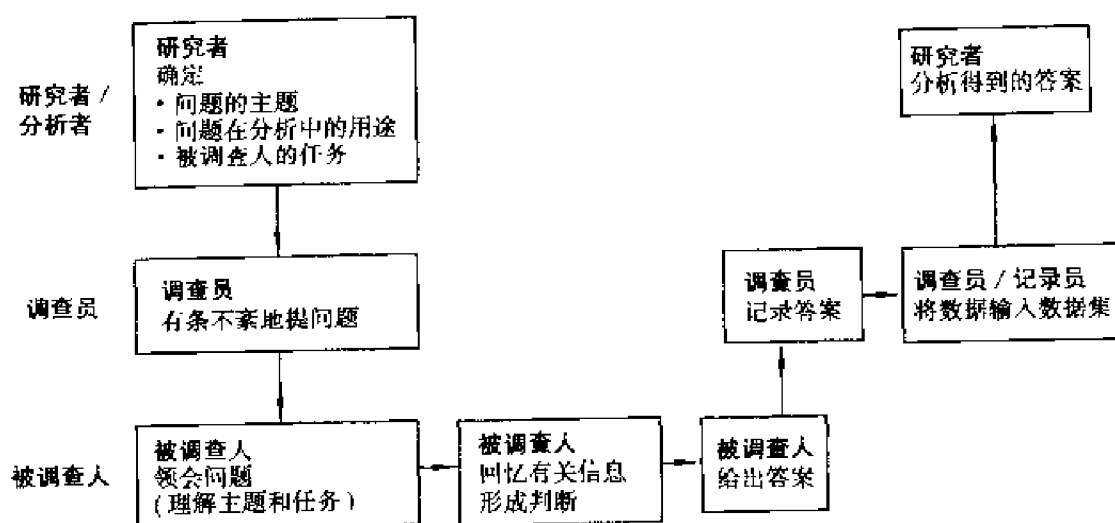 研究者 /
分析者
研究者
确定
· 问题的主题
· 问题在分析中的用途
· 被调查人的任务
研究者
分析得到的答案
调查员
调查员
有条不紊地提问题
调查员
记录答案
调查员 / 记录员
将数据输入数据集
被调查人
被调查人
领会问题
(理解主题和任务)
被调查人
回忆有关信息
形成判断
被调查人
给出答案